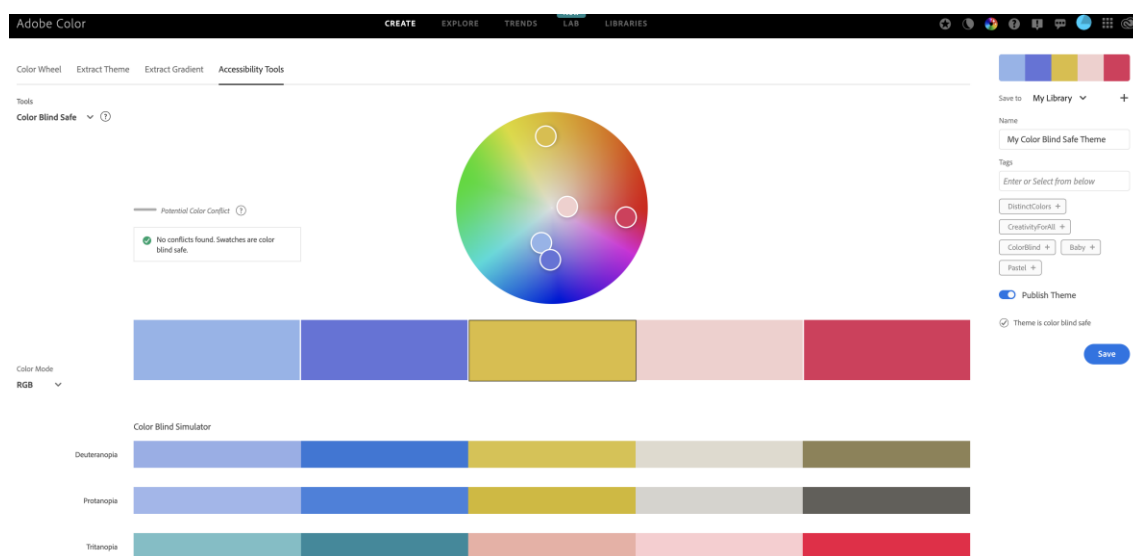 Adobe Color
CREATE EXPLORE TRENDS LAB LIBRARIES
Color Wheel Extract Theme Extract Gradient Accessibility Tools
Tools
Color Blind Safe
Potential Color Conflict
No conflicts found. Swatches are color
blind safe.
Color Mode
RGB
Color Blind Simulator
Deuteranopia
Protanopia
Tritanopia
Save to My Library +
Name
My Color Blind Safe Theme
Tags
Enter or Select from below
DistinctColors +
CreativityForAll +
ColorBlind + Baby +
Pastel +
Publish Theme
Theme is color blind safe
Save